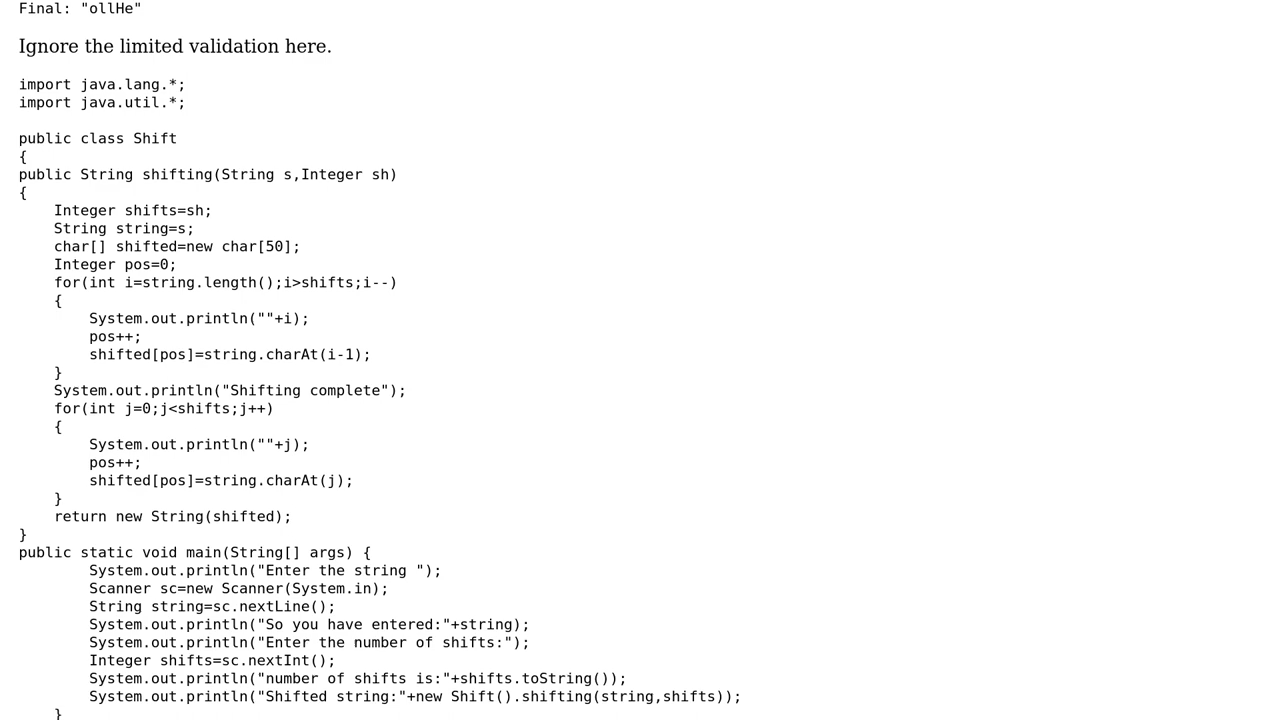 Final: "ollHe"
Ignore the limited validation here.
import java.lang.*;
import java.util.*;
public class Shift
{
public String shifting(String s,Integer sh)
{
    Integer shifts=sh;
    String string=s;
    char[] shifted=new char[50];
    Integer pos=0;
    for(int i=string.length();i>shifts;i--)
    {
        System.out.println(""+i);
        pos++;
        shifted[pos]=string.charAt(i-1);
    }
    System.out.println("Shifting complete");
    for(int j=0;j<shifts;j++)
    {
        System.out.println(""+j);
        pos++;
        shifted[pos]=string.charAt(j);
    }
    return new String(shifted);
}
public static void main(String[] args) {
        System.out.println("Enter the string ");
        Scanner sc=new Scanner(System.in);
        String string=sc.nextLine();
        System.out.println("So you have entered:"+string);
        System.out.println("Enter the number of shifts:");
        Integer shifts=sc.nextInt();
        System.out.println("number of shifts is:"+shifts.toString());
        System.out.println("Shifted string:"+new Shift().shifting(string,shifts));
    }